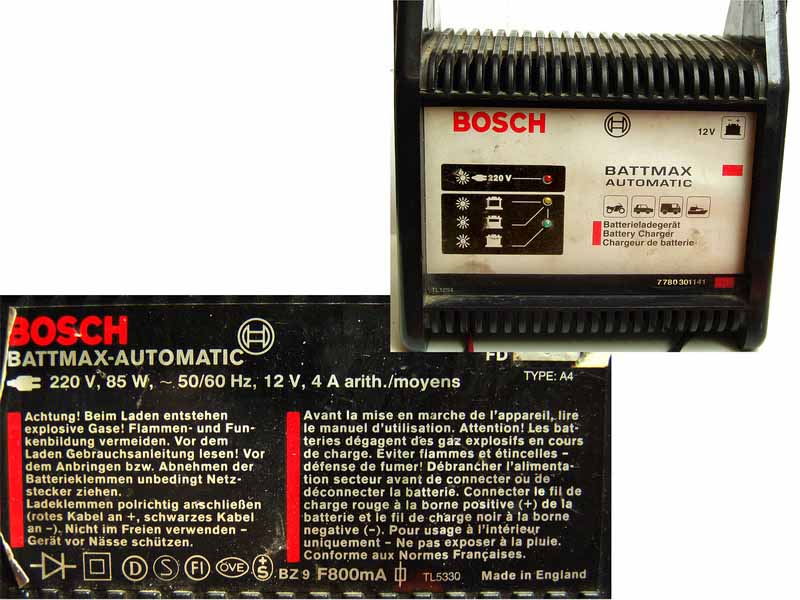 BOSCH
12V
BATTMAX
AUTOMATIC
220 V
Batterieladegerät
Battery Charger
Chargeur de batterie
TL1294
7780301141
BOSCH
BATTMAX-AUTOMATIC
FD
220 V, 85 W, ~ 50/60 Hz, 12 V, 4 A arith./moyens
TYPE: A4
Achtung! Beim Laden entstehen
explosive Gase! Flammen- und Fun-
kenbildung vermeiden. Vor dem
Laden Gebrauchsanleitung lesen! Vor
dem Anbringen bzw. Abnehmen der
Batterieklemmen unbedingt Netz-
stecker ziehen.
Ladeklemmen polrichtig anschließen
(rotes Kabel an +, schwarzes Kabel
an –). Nicht im Freien verwenden –
Gerät vor Nässe schützen.
Avant la mise en marche de l'appareil, lire
le manuel d'utilisation. Attention! Les bat-
teries dégagent des gaz explosifs en cours
de charge. Eviter flammes et étincelles –
défense de fumer! Débrancher l'alimenta-
tion secteur avant de connecter ou de
déconnecter la batterie. Connecter le fil de
charge rouge à la borne positive (+) de la
batterie et le fil de charge noir à la borne
negative (–). Pour usage à l'intérieur
uniquement – Ne pas exposer à la pluie.
Conforme aux Normes Françaises.
D S FI ÖVE +S BZ 9 F800mA TL5330 Made in England